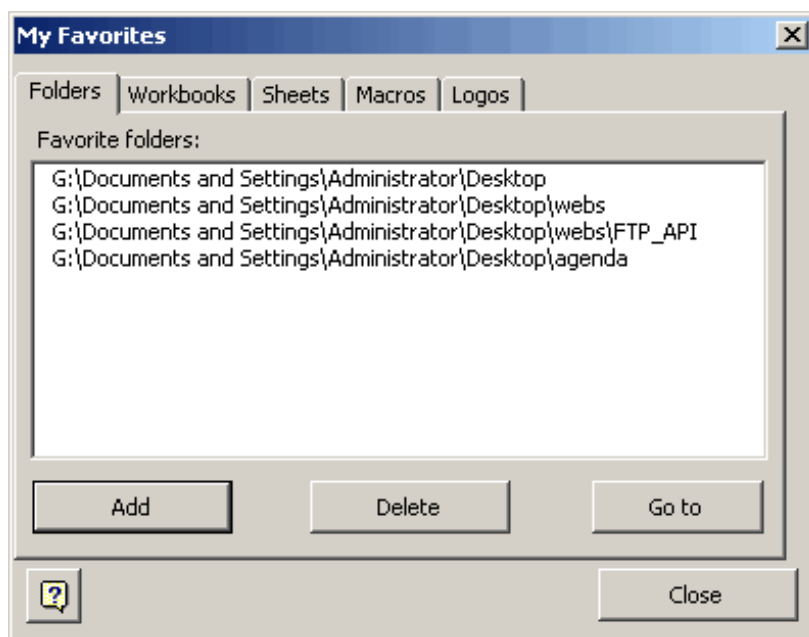 My Favorites
Folders Workbooks Sheets Macros Logos
Favorite folders:
G:\Documents and Settings\Administrator\Desktop
G:\Documents and Settings\Administrator\Desktop\webs
G:\Documents and Settings\Administrator\Desktop\webs\FTP_API
G:\Documents and Settings\Administrator\Desktop\agenda
Add Delete Go to
? Close